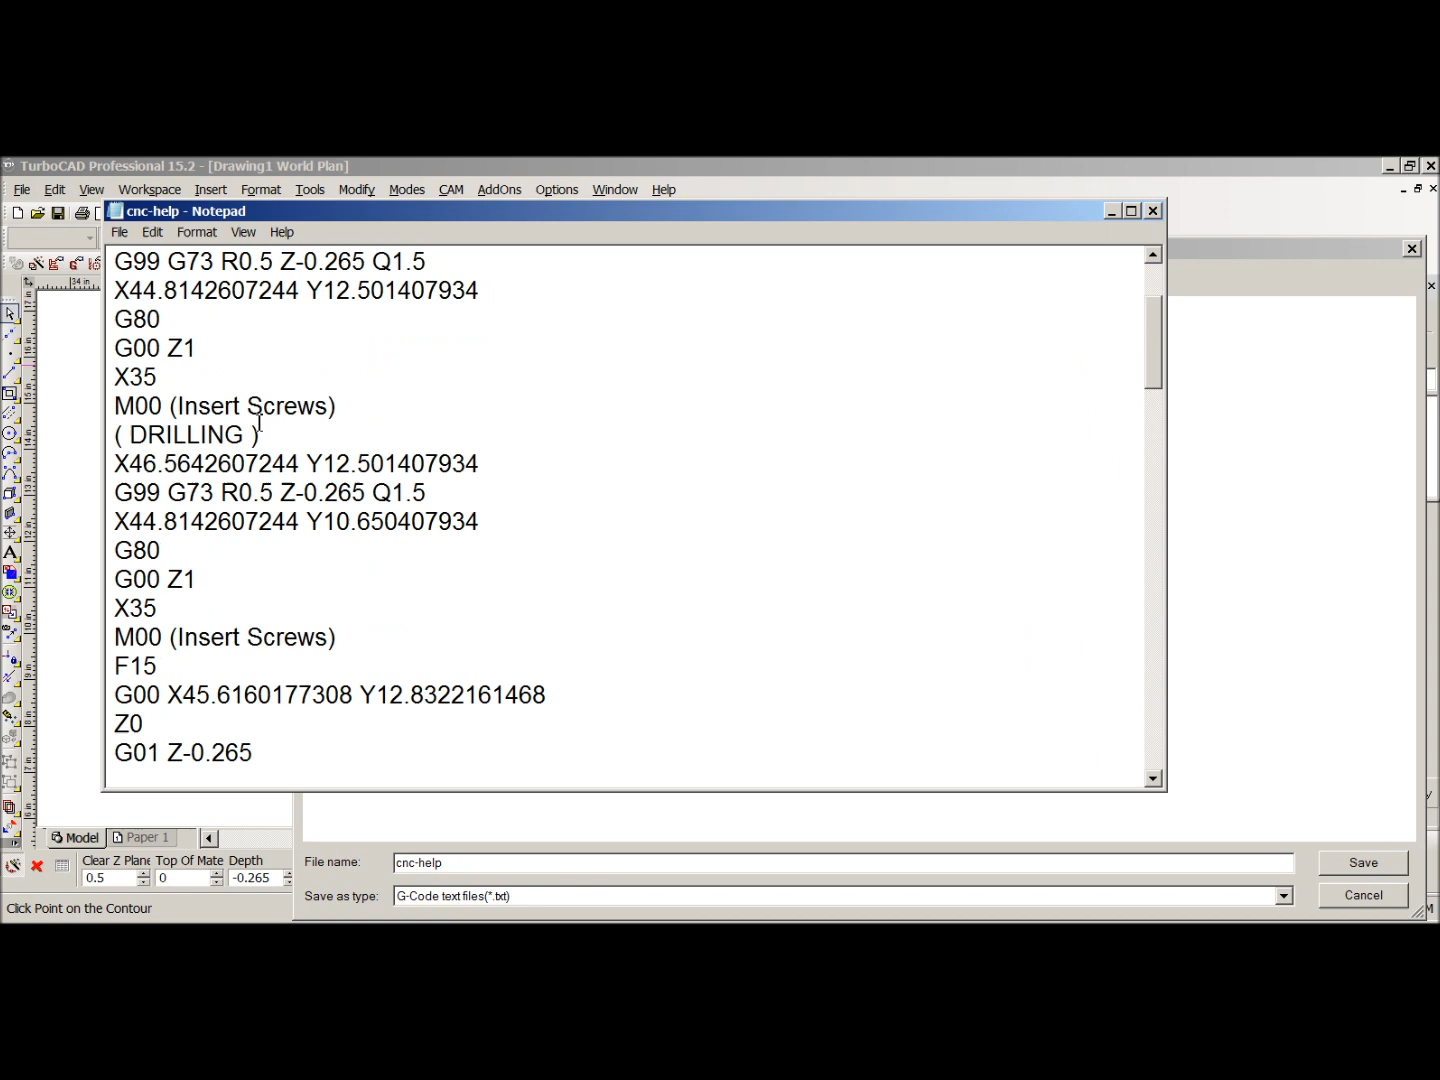 TurboCAD Professional 15.2 - [Drawing1 World Plan]
File Edit View Workspace Insert Format Tools Modify Modes CAM AddOns Options Window Help
cnc-help - Notepad
File Edit Format View Help
G99 G73 R0.5 Z-0.265 Q1.5
X44.8142607244 Y12.501407934
G80
G00 Z1
X35
M00 (Insert Screws)
( DRILLING )
X46.5642607244 Y12.501407934
G99 G73 R0.5 Z-0.265 Q1.5
X44.8142607244 Y10.650407934
G80
G00 Z1
X35
M00 (Insert Screws)
F15
G00 X45.6160177308 Y12.8322161468
Z0
G01 Z-0.265
34 in
Model Paper 1
Clear Z Plane Top Of Mate Depth
0.5 0 -0.265
Click Point on the Contour
File name: cnc-help Save
Save as type: G-Code text files(*.txt) Cancel